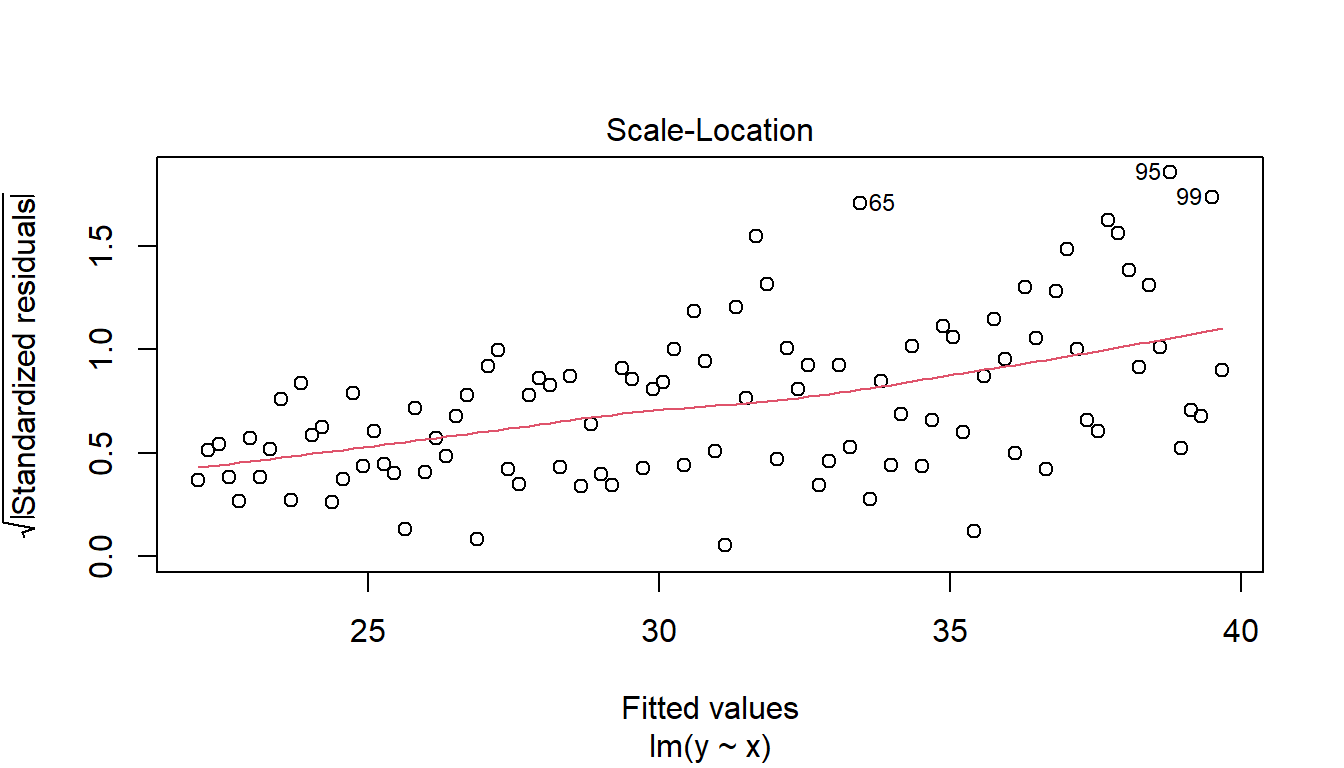 Scale-Location
√|Standardized residuals|
0.0 0.5 1.0 1.5
95
99
65
25 30 35 40
Fitted values
lm(y ~ x)